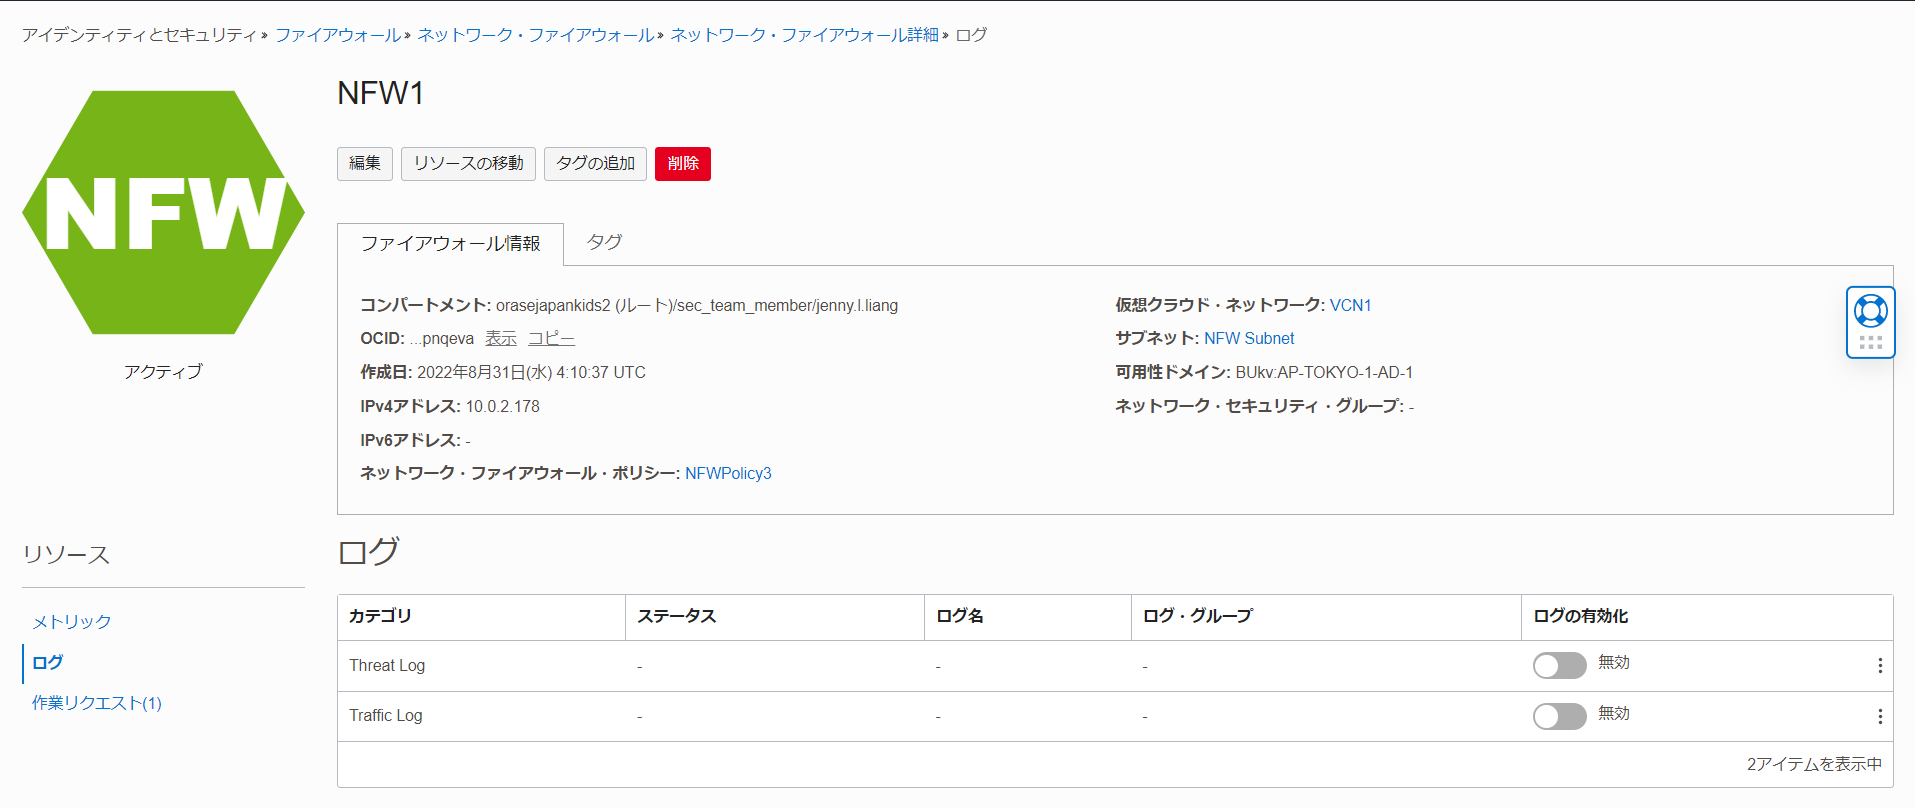 アイデンティティとセキュリティ » ファイアウォール » ネットワーク・ファイアウォール » ネットワーク・ファイアウォール詳細 » ログ
NFW
アクティブ
NFW1
編集 リソースの移動 タグの追加 削除
ファイアウォール情報 タグ
コンパートメント: orasejapankids2 (ルート)/sec_team_member/jenny.l.liang
OCID: ...pnqeva 表示 コピー
作成日: 2022年8月31日(水) 4:10:37 UTC
IPv4アドレス: 10.0.2.178
IPv6アドレス: -
ネットワーク・ファイアウォール・ポリシー: NFWPolicy3
仮想クラウド・ネットワーク: VCN1
サブネット: NFW Subnet
可用性ドメイン: BUkv:AP-TOKYO-1-AD-1
ネットワーク・セキュリティ・グループ: -
リソース
メトリック
ログ
作業リクエスト(1)
ログ
カテゴリ ステータス ログ名 ログ・グループ ログの有効化
Threat Log - - - 無効
Traffic Log - - - 無効
2アイテムを表示中